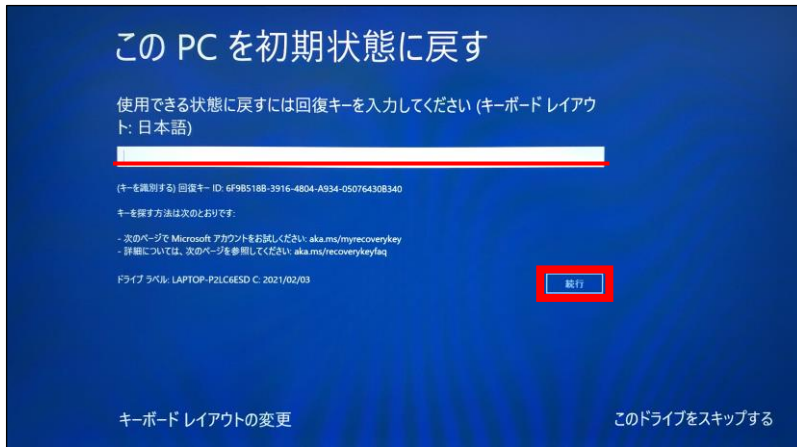 この PC を初期状態に戻す
使用できる状態に戻すには回復キーを入力してください (キーボード レイアウ
ト: 日本語)
(キーを識別する) 回復キー ID: 6F9B518B-3916-4804-A934-05076430B340
キーを探す方法は次のとおりです:
- 次のページで Microsoft アカウントをお試しください: aka.ms/myrecoverykey
- 詳細については、次のページを参照してください: aka.ms/recoverykeyfaq
ドライブ ラベル: LAPTOP-P2LC6ESD C: 2021/02/03
続行
キーボード レイアウトの変更
このドライブをスキップする